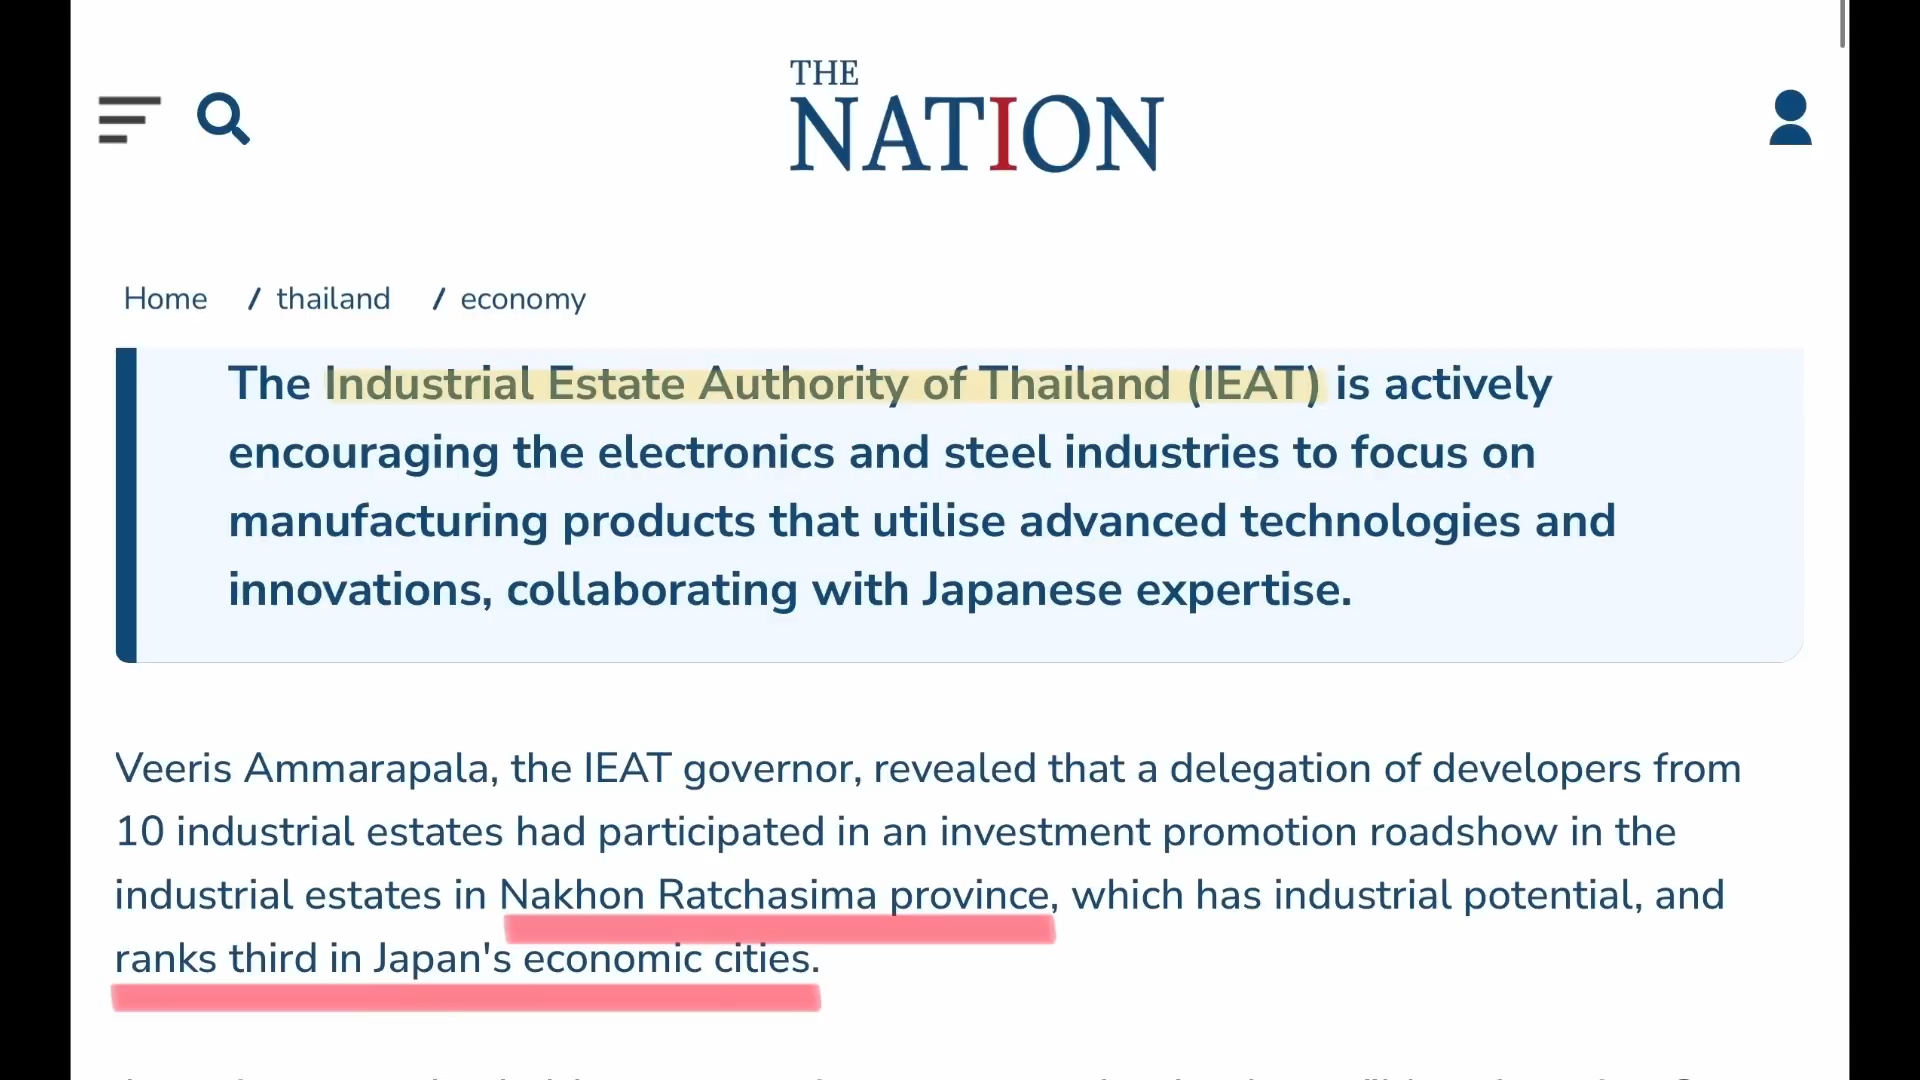 THE
NATION
Home / thailand / economy
The Industrial Estate Authority of Thailand (IEAT) is actively
encouraging the electronics and steel industries to focus on
manufacturing products that utilise advanced technologies and
innovations, collaborating with Japanese expertise.
Veeris Ammarapala, the IEAT governor, revealed that a delegation of developers from
10 industrial estates had participated in an investment promotion roadshow in the
industrial estates in Nakhon Ratchasima province, which has industrial potential, and
ranks third in Japan's economic cities.